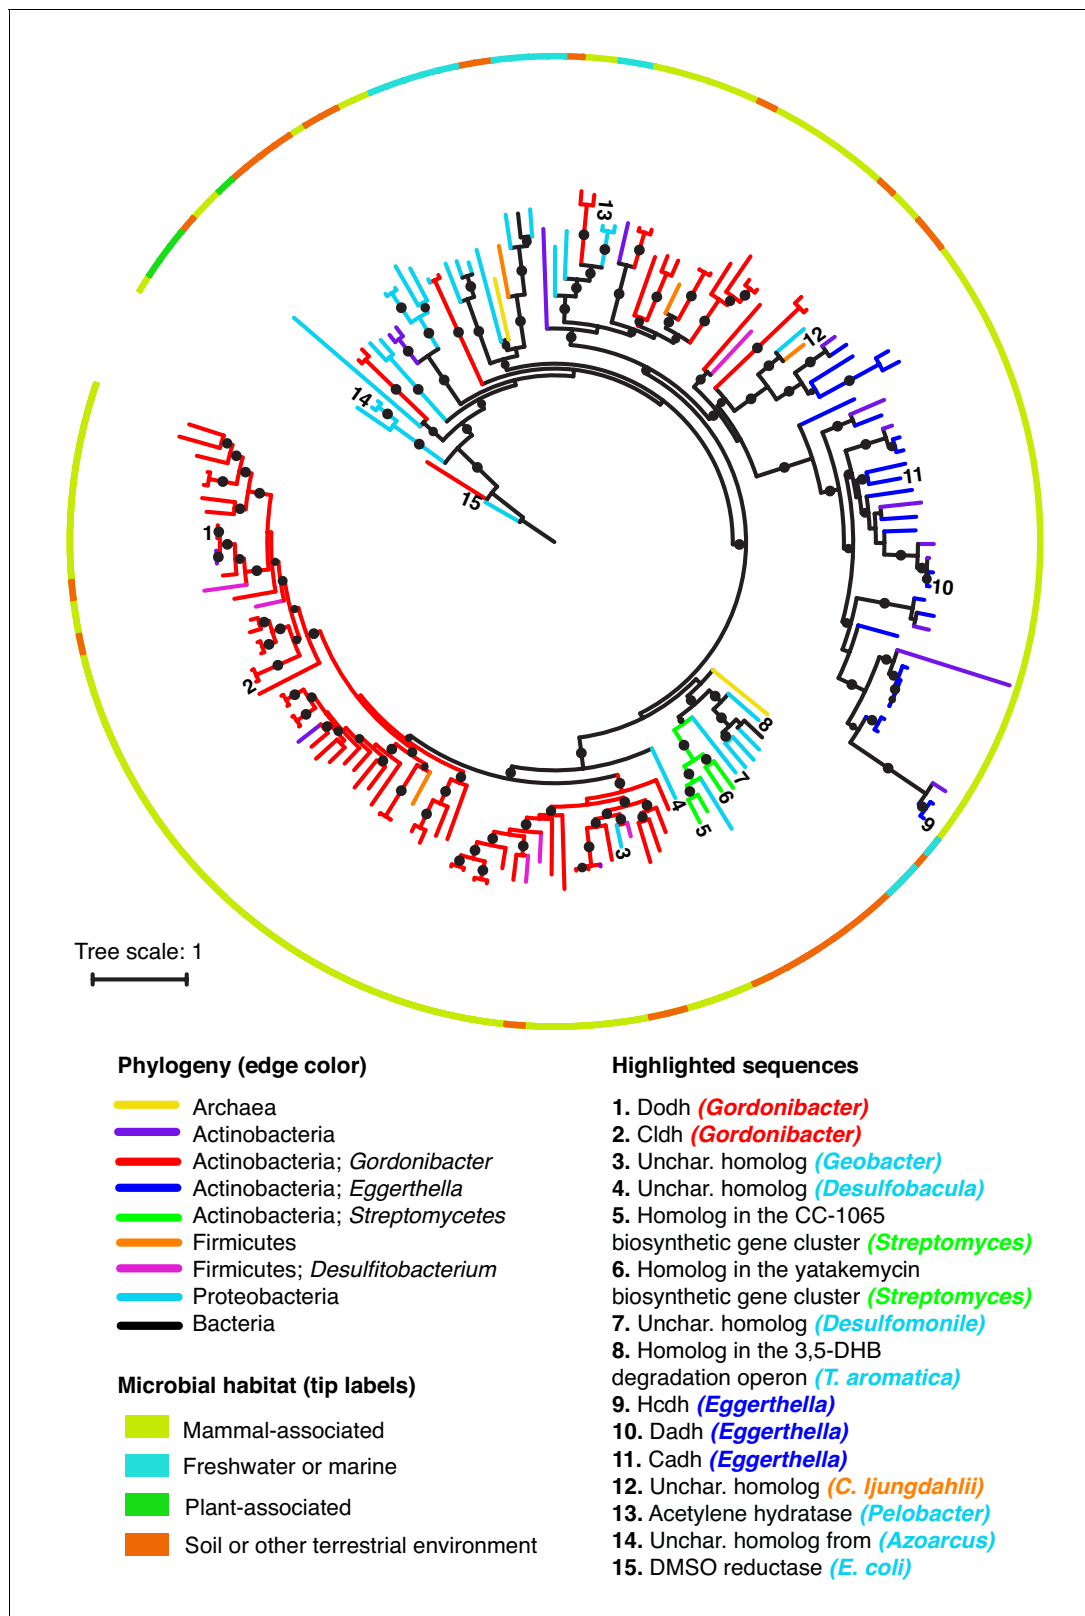 13
12
14
11
15
1
10
2
8
7
6
4
5
9
3
Tree scale: 1
Phylogeny (edge color)
Archaea
Actinobacteria
Actinobacteria; Gordonibacter
Actinobacteria; Eggerthella
Actinobacteria; Streptomycetes
Firmicutes
Firmicutes; Desulfitobacterium
Proteobacteria
Bacteria
Microbial habitat (tip labels)
Mammal-associated
Freshwater or marine
Plant-associated
Soil or other terrestrial environment
Highlighted sequences
1. Dodh (Gordonibacter)
2. Cldh (Gordonibacter)
3. Unchar. homolog (Geobacter)
4. Unchar. homolog (Desulfobacula)
5. Homolog in the CC-1065
biosynthetic gene cluster (Streptomyces)
6. Homolog in the yatakemycin
biosynthetic gene cluster (Streptomyces)
7. Unchar. homolog (Desulfomonile)
8. Homolog in the 3,5-DHB
degradation operon (T. aromatica)
9. Hcdh (Eggerthella)
10. Dadh (Eggerthella)
11. Cadh (Eggerthella)
12. Unchar. homolog (C. ljungdahlii)
13. Acetylene hydratase (Pelobacter)
14. Unchar. homolog from (Azoarcus)
15. DMSO reductase (E. coli)